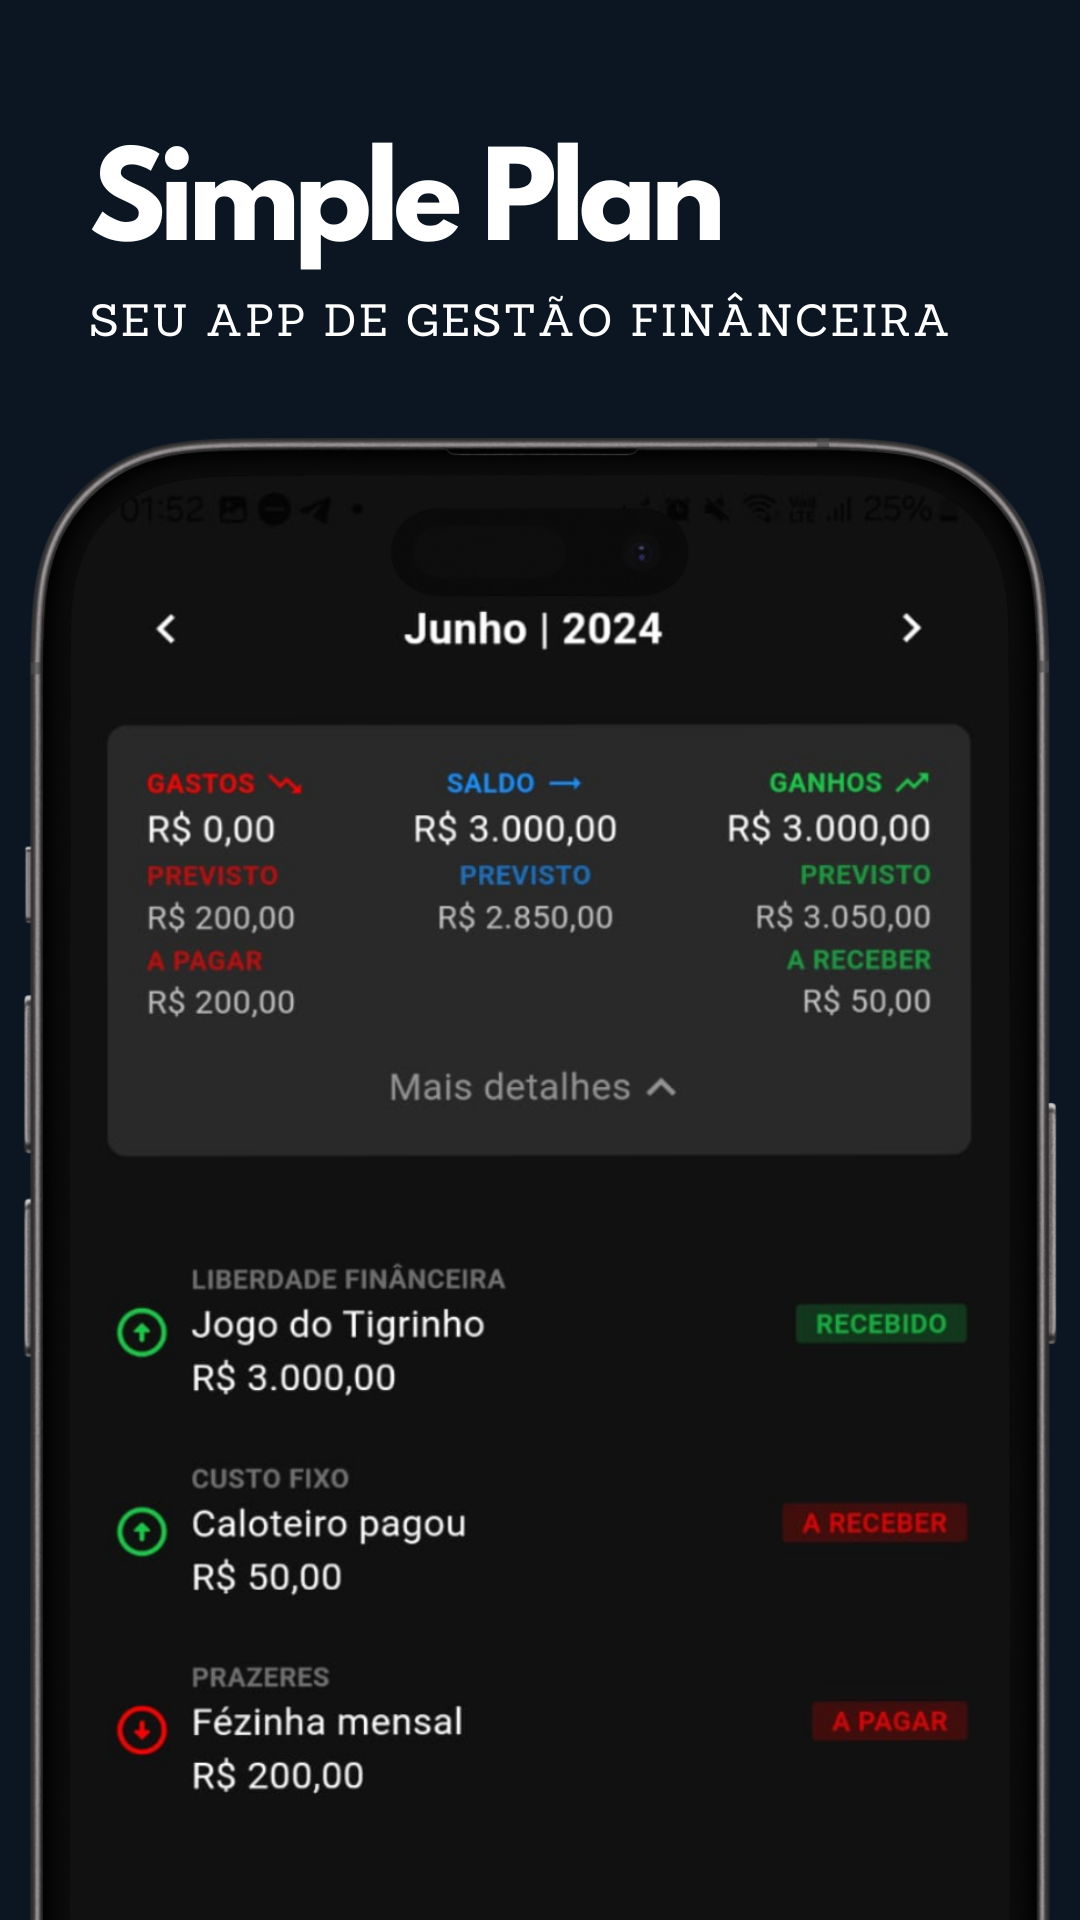 Simple Plan
SEU APP DE GESTÃO FINÂNCEIRA
01:52 25%
Junho | 2024
GASTOS SALDO GANHOS
R$ 0,00 R$ 3.000,00 R$ 3.000,00
PREVISTO PREVISTO PREVISTO
R$ 200,00 R$ 2.850,00 R$ 3.050,00
A PAGAR A RECEBER
R$ 200,00 R$ 50,00
Mais detalhes
LIBERDADE FINÂNCEIRA
Jogo do Tigrinho RECEBIDO
R$ 3.000,00
CUSTO FIXO
Caloteiro pagou A RECEBER
R$ 50,00
PRAZERES
Fézinha mensal A PAGAR
R$ 200,00